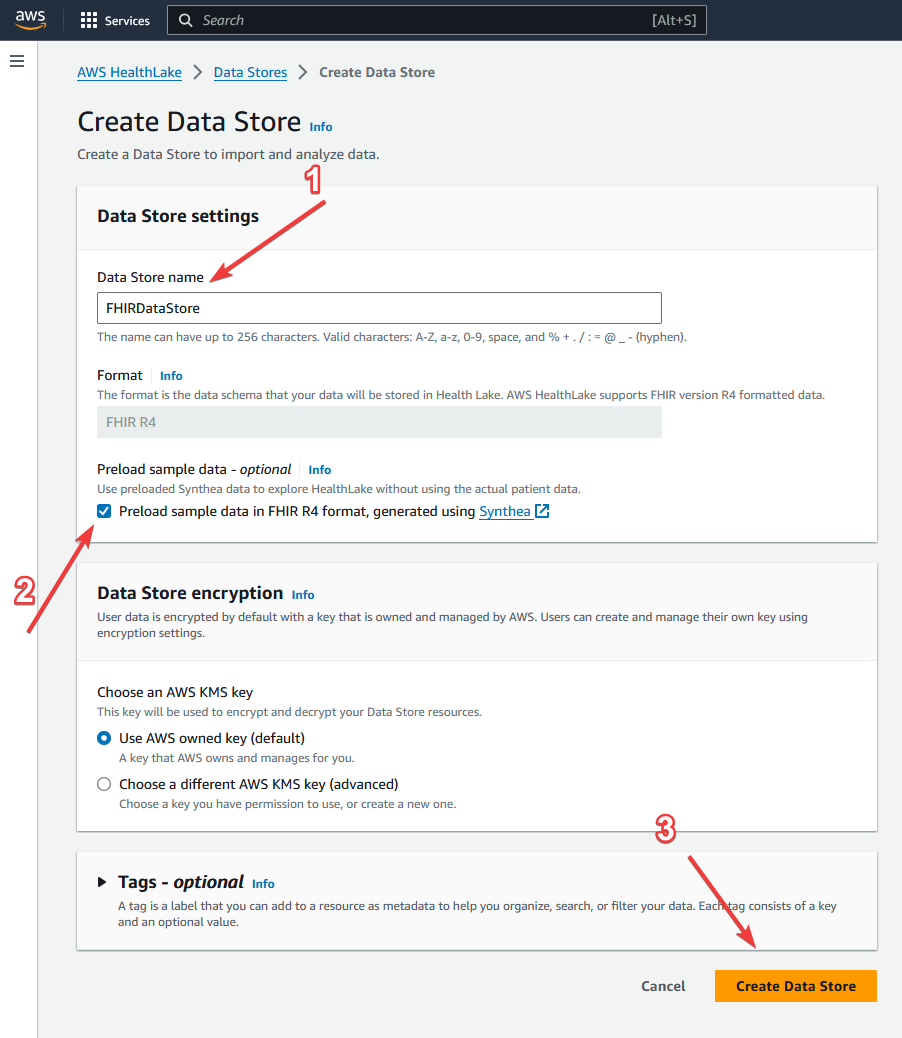 aws Services Search [Alt+S]
AWS HealthLake > Data Stores > Create Data Store
Create Data Store Info
Create a Data Store to import and analyze data.
1
Data Store settings
Data Store name
FHIRDataStore
The name can have up to 256 characters. Valid characters: A-Z, a-z, 0-9, space, and % + . / : = @ _ - (hyphen).
Format Info
The format is the data schema that your data will be stored in Health Lake. AWS HealthLake supports FHIR version R4 formatted data.
FHIR R4
Preload sample data - optional Info
Use preloaded Synthea data to explore HealthLake without using the actual patient data.
Preload sample data in FHIR R4 format, generated using Synthea
2
Data Store encryption Info
User data is encrypted by default with a key that is owned and managed by AWS. Users can create and manage their own key using
encryption settings.
Choose an AWS KMS key
This key will be used to encrypt and decrypt your Data Store resources.
Use AWS owned key (default)
A key that AWS owns and manages for you.
Choose a different AWS KMS key (advanced)
Choose a key you have permission to use, or create a new one.
3
Tags - optional Info
A tag is a label that you can add to a resource as metadata to help you organize, search, or filter your data. Each tag consists of a key
and an optional value.
Cancel Create Data Store